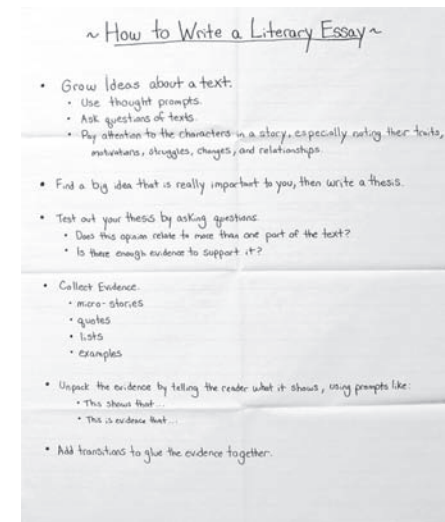 ~ How to Write a Literary Essay ~
• Grow Ideas about a text.
• Use thought prompts.
• Ask questions of texts.
• Pay attention to the characters in a story, especially noting their traits,
motivations, struggles, changes, and relationships.
• Find a big idea that is really important to you, then write a thesis.
• Test out your thesis by asking questions.
• Does this opinion relate to more than one part of the text?
• Is there enough evidence to support it?
• Collect Evidence.
• micro-stories
• quotes
• lists
• examples
• Unpack the evidence by telling the reader what it shows, using prompts like:
• This shows that...
• This is evidence that...
• Add transitions to glue the evidence together.